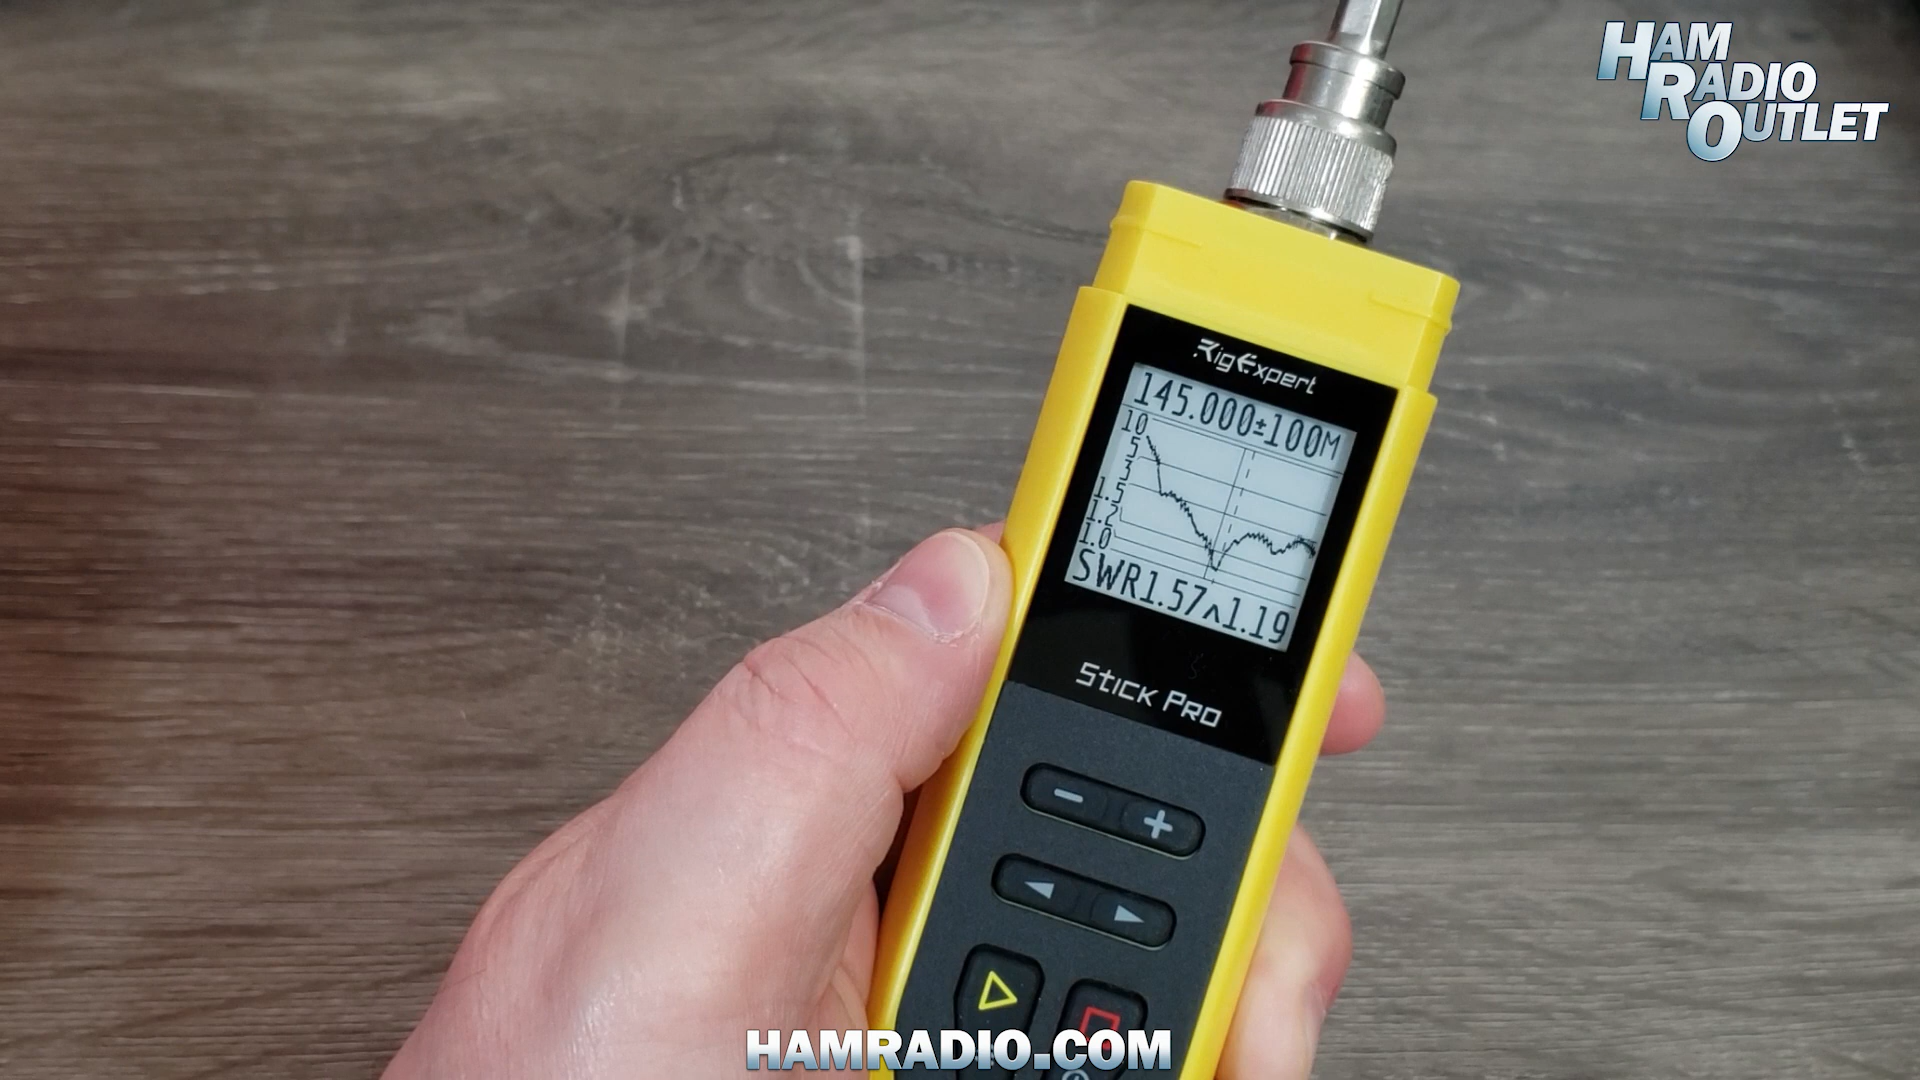 HAM
RADIO
OUTLET
RigExpert
145.000±100M
10
5
3
1.5
1.2
1.0
SWR1.57^1.19
Stick Pro
HAMRADIO.COM